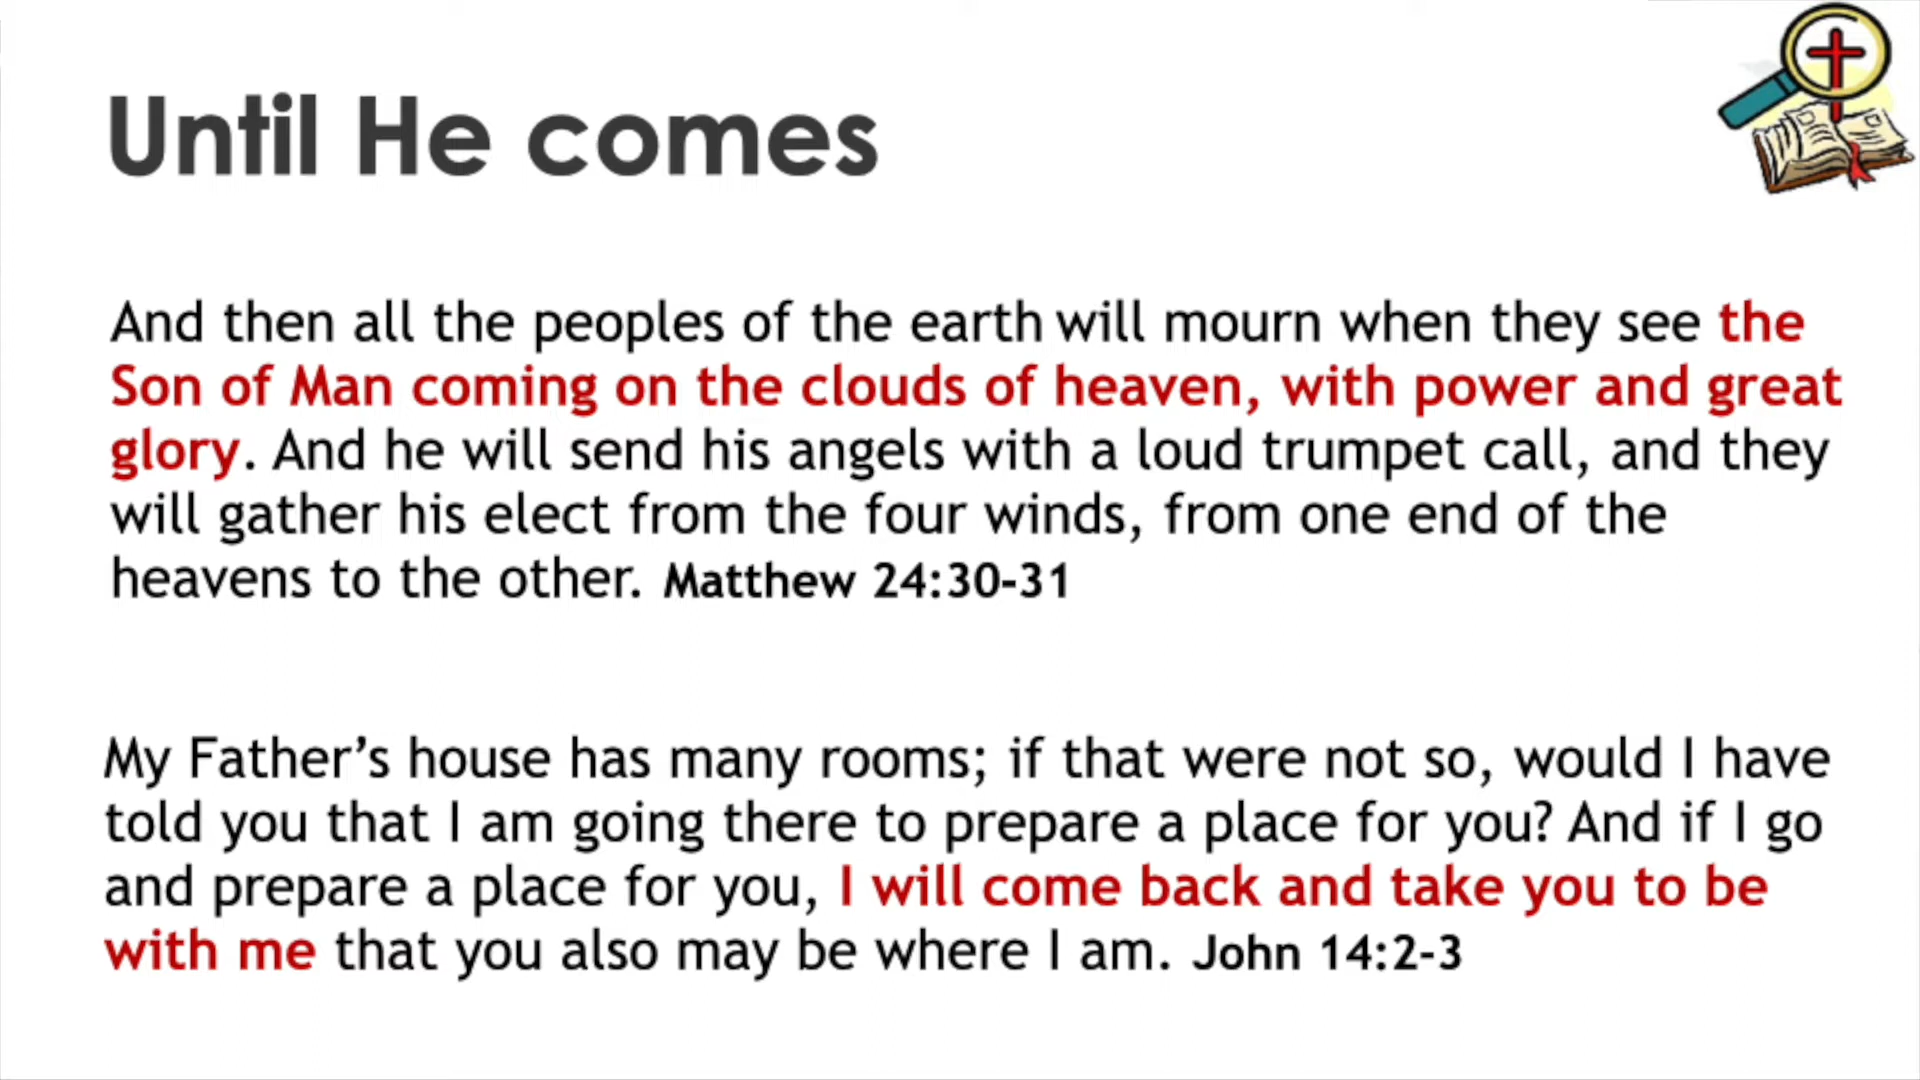 Until He comes
And then all the peoples of the earth will mourn when they see the
Son of Man coming on the clouds of heaven, with power and great
glory. And he will send his angels with a loud trumpet call, and they
will gather his elect from the four winds, from one end of the
heavens to the other. Matthew 24:30-31
My Father’s house has many rooms; if that were not so, would I have
told you that I am going there to prepare a place for you? And if I go
and prepare a place for you, I will come back and take you to be
with me that you also may be where I am. John 14:2-3